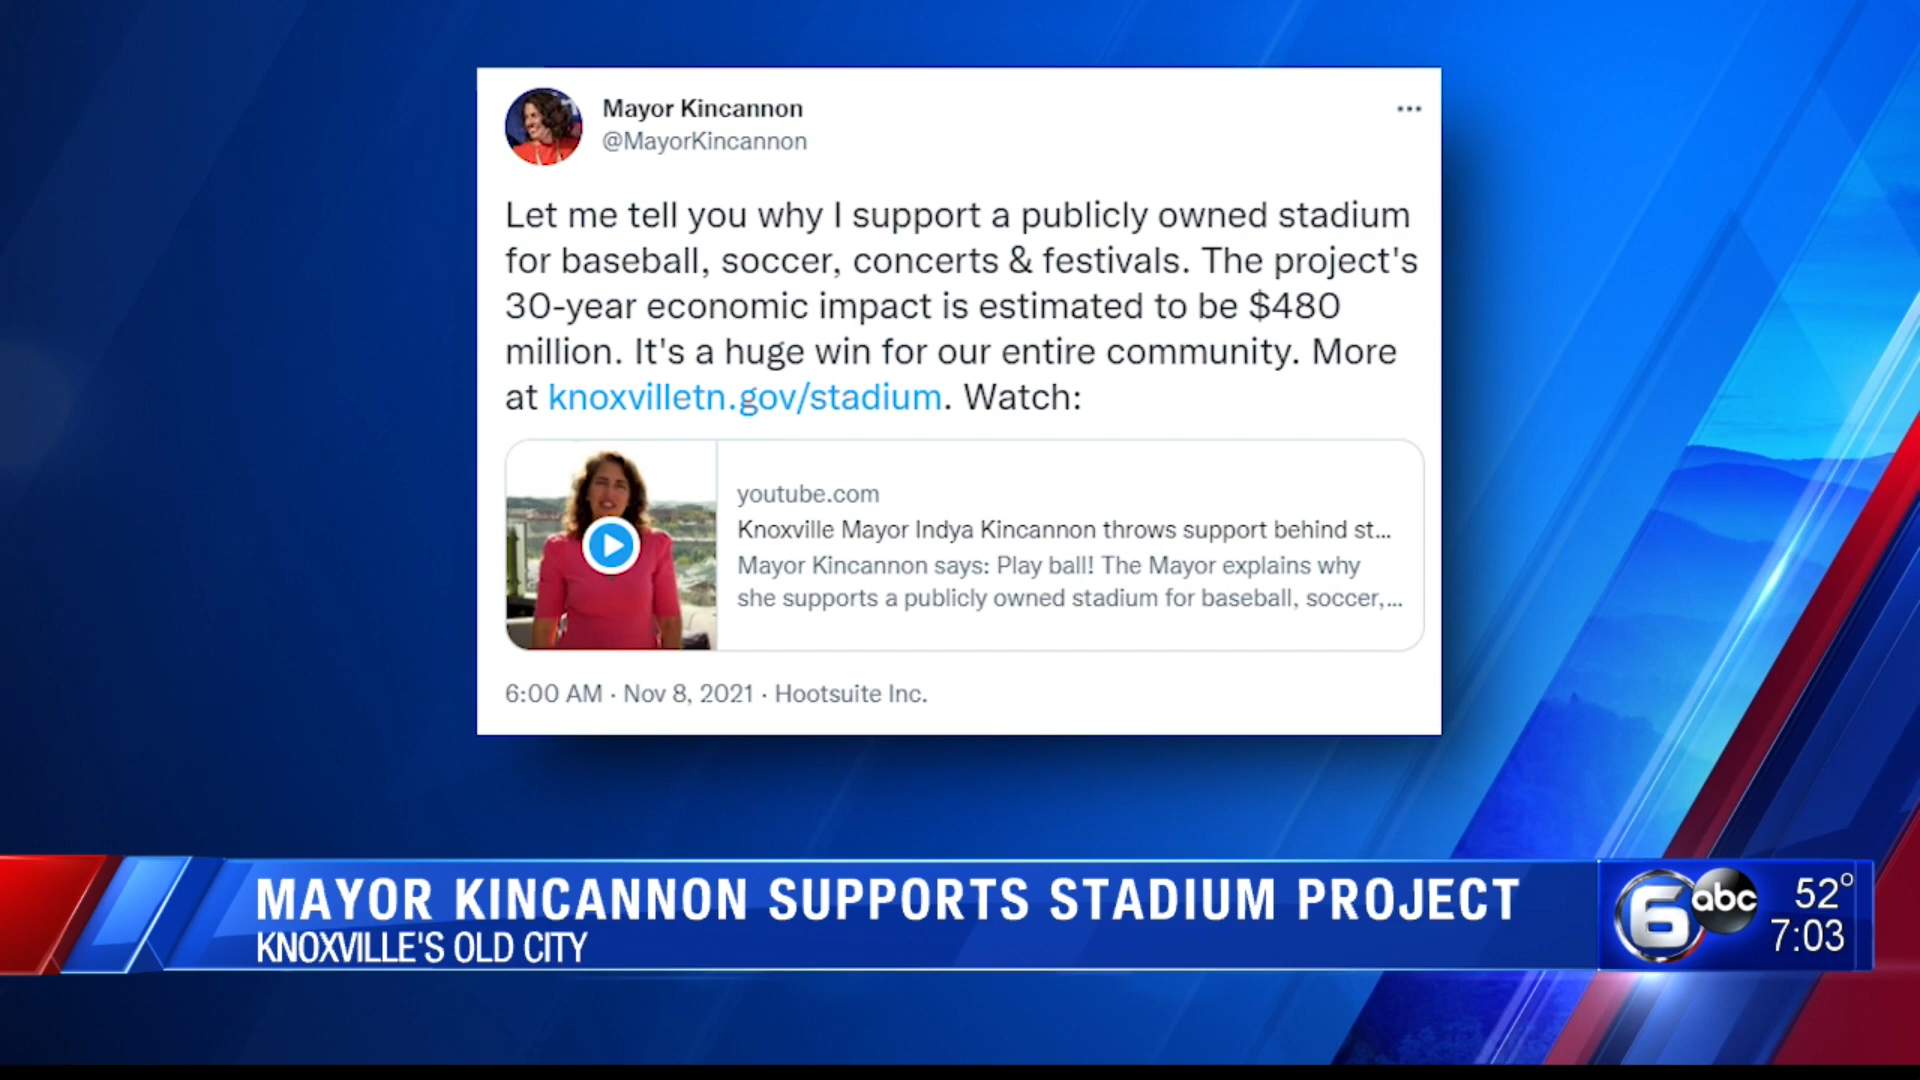 Mayor Kincannon
@MayorKincannon
Let me tell you why I support a publicly owned stadium
for baseball, soccer, concerts & festivals. The project's
30-year economic impact is estimated to be $480
million. It's a huge win for our entire community. More
at knoxvilletn.gov/stadium. Watch:
youtube.com
Knoxville Mayor Indya Kincannon throws support behind st...
Mayor Kincannon says: Play ball! The Mayor explains why
she supports a publicly owned stadium for baseball, soccer,...
6:00 AM · Nov 8, 2021 · Hootsuite Inc.
MAYOR KINCANNON SUPPORTS STADIUM PROJECT
KNOXVILLE'S OLD CITY
6 abc
52°
7:03